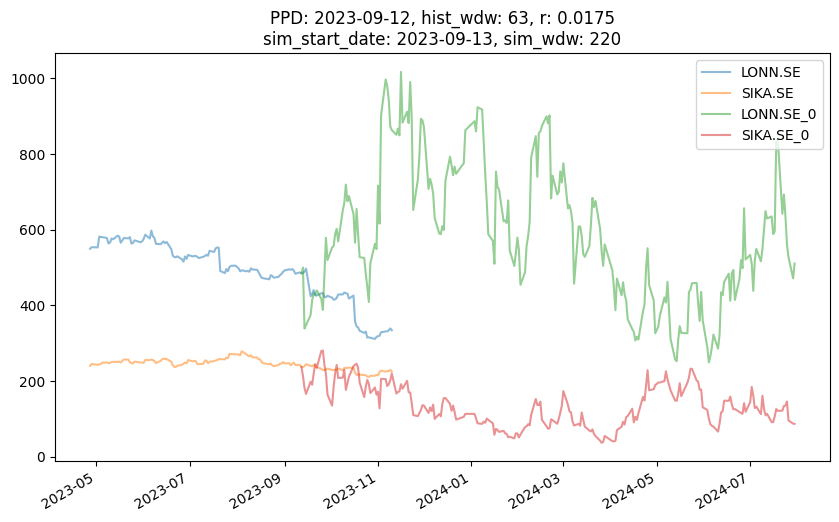 PPD: 2023-09-12, hist_wdw: 63, r: 0.0175
sim_start_date: 2023-09-13, sim_wdw: 220
LONN.SE
SIKA.SE
LONN.SE_0
SIKA.SE_0
1000
800
600
400
200
0
2023-05
2023-07
2023-09
2023-11
2024-01
2024-03
2024-05
2024-07